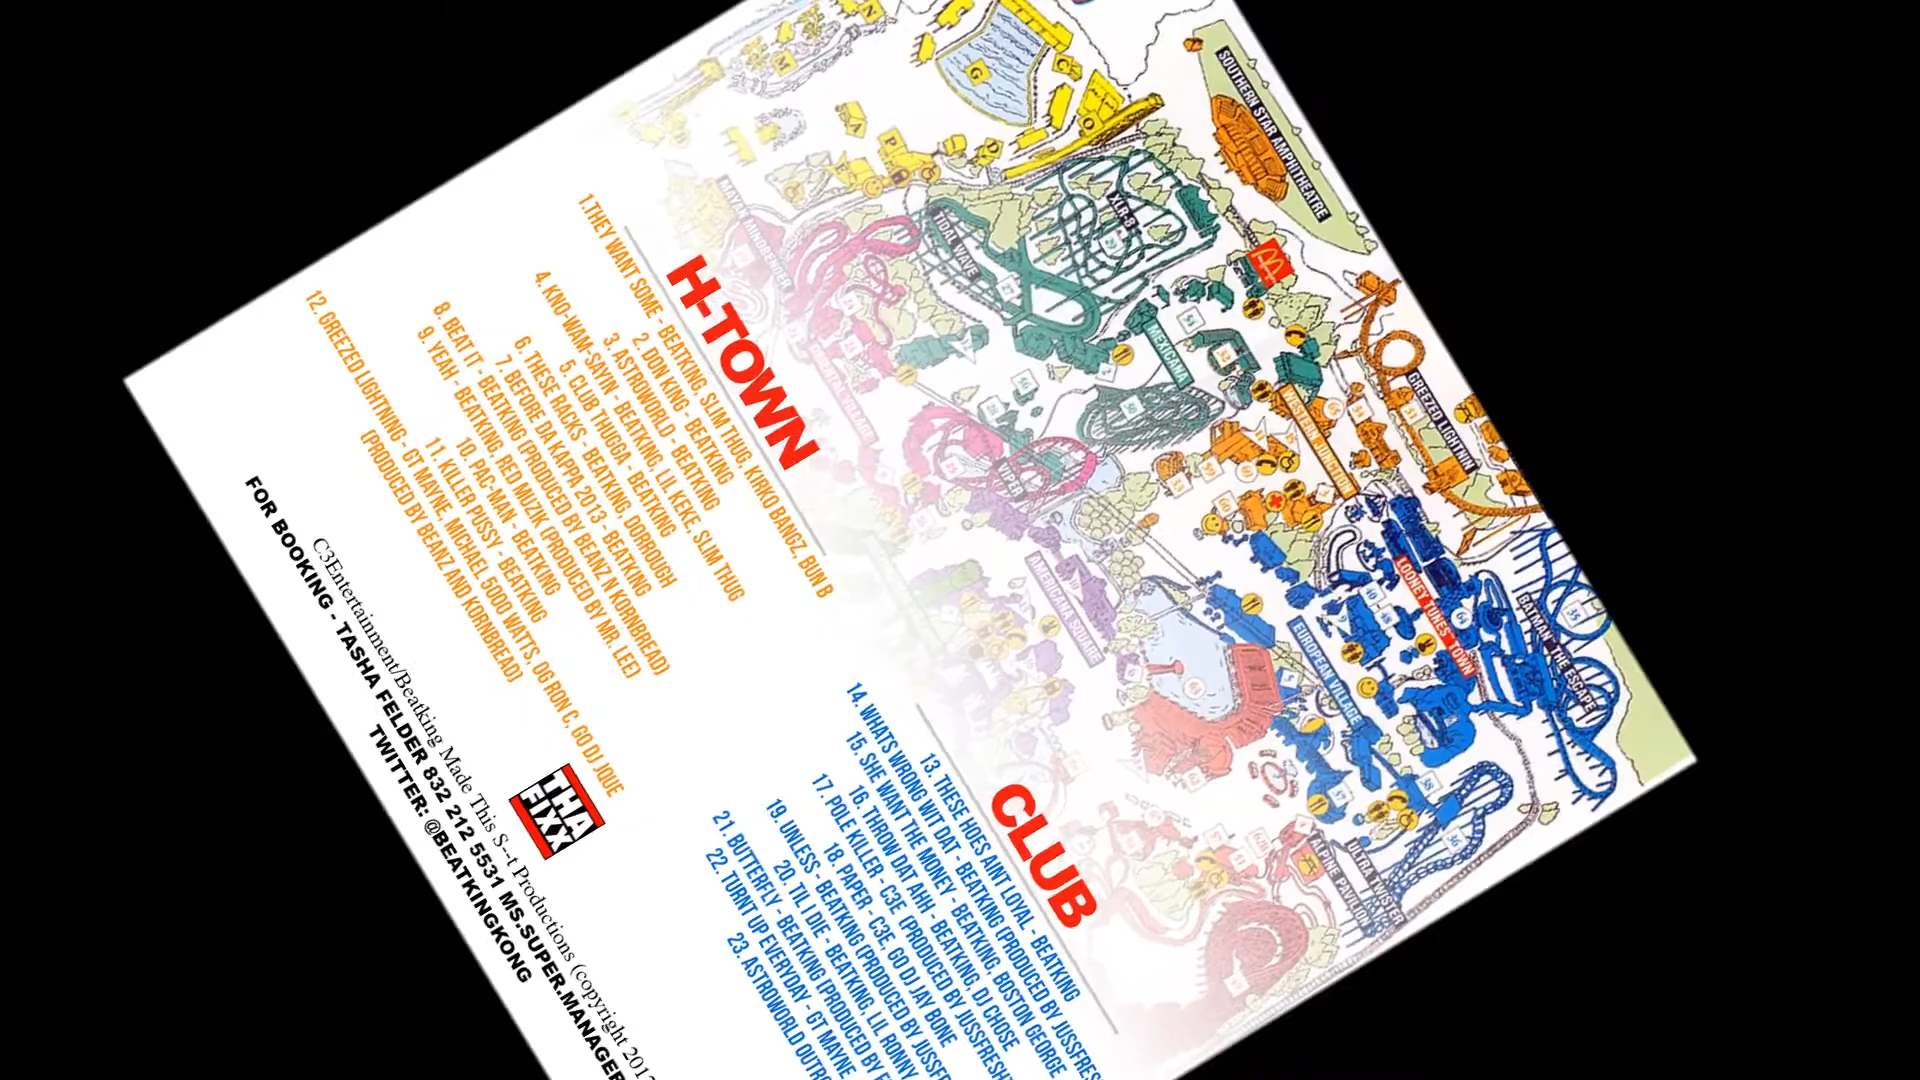 H-TOWN
1.THEY WANT SOME - BEATKING, SLIM THUG, KIRKO BANGZ, BUN B
2. DON KING - BEATKING
3. ASTROWORLD - BEATKING
4. KNO-WAM-SAYIN - BEATKING, LIL KEKE, SLIM THUG
5. CLUB THUGGA - BEATKING
6. THESE RACKS - BEATKING, DORROUGH
7. BEFORE DA KAPPA 2013 - BEATKING
8. BEAT IT - BEATKING (PRODUCED BY BEANZ N KORNBREAD)
9. YEAH - BEATKING, RED MUZIK (PRODUCED BY MR. LEE)
10. PAC-MAN - BEATKING
11. KILLER PUSSY - BEATKING
12. GREEZED LIGHTNING - GT MAYNE, MICHAEL 5000 WATTS, OG RON C, GO DJ JQUE
(PRODUCED BY BEANZ AND KORNBREAD)
CLUB
13. THESE HOES AINT LOYAL - BEATKING
14. WHATS WRONG WIT DAT - BEATKING (PRODUCED BY JUSSFRES
15. SHE WANT THE MONEY - BEATKING, BOSTON GEORGE
16. THROW DAT AHH - BEATKING, DJ CHOSE
17. POLE KILLER - C3E (PRODUCED BY JUSSFRESH
18. PAPER - C3E, GO DJ JAY BONE
19. UNLESS - BEATKING (PRODUCED BY JUSSF
20. TIL I DIE - BEATKING, LIL RONNY
21. BUTTERFLY - BEATKING (PRODUCED BY
22. TURNT UP EVERYDAY - GT MAYNE
23. ASTROWORLD OUTRO
THA
FIXX
C3Entertainment/Beatking Made This S--t Productions (copyright 201
FOR BOOKING - TASHA FELDER 832 212 5531 MS.SUPER.MANAGER
TWITTER: @BEATKINGKONG
SOUTHERN STAR AMPHITHEATRE
XLR-8
TIDAL WAVE
MAYAN MINDBENDER
MEXICANA
GREEZED LIGHTNIN
WESTERN JUNCTION
VIPER
AMERICANA SQUARE
LOONEY TUNES TOWN
BATMAN THE ESCAPE
EUROPEAN VILLAGE
ULTRA TWISTER
ALPINE PAVILION